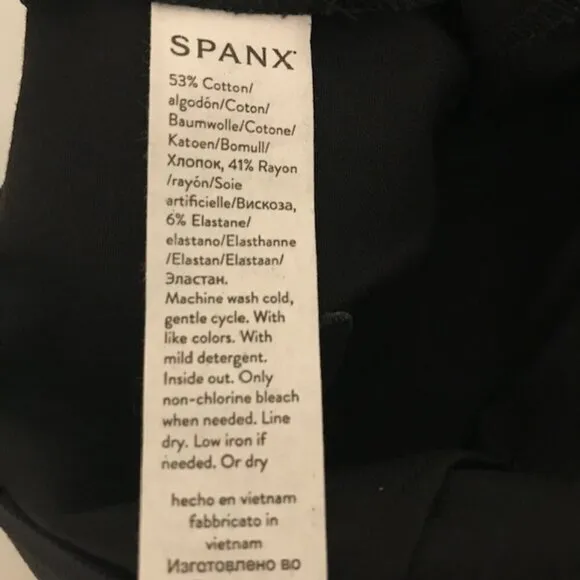 SPANX
53% Cotton/
algodón/Coton/
Baumwolle/Cotone/
Katoen/Bomull/
Хлопок, 41% Rayon
/rayón/Soie
artificielle/Вискоза,
6% Elastane/
elastano/Elasthanne
/Elastan/Elastaan/
Эластан.
Machine wash cold,
gentle cycle. With
like colors. With
mild detergent.
Inside out. Only
non-chlorine bleach
when needed. Line
dry. Low iron if
needed. Or dry
hecho en vietnam
fabbricato in
vietnam
Изготовлено во